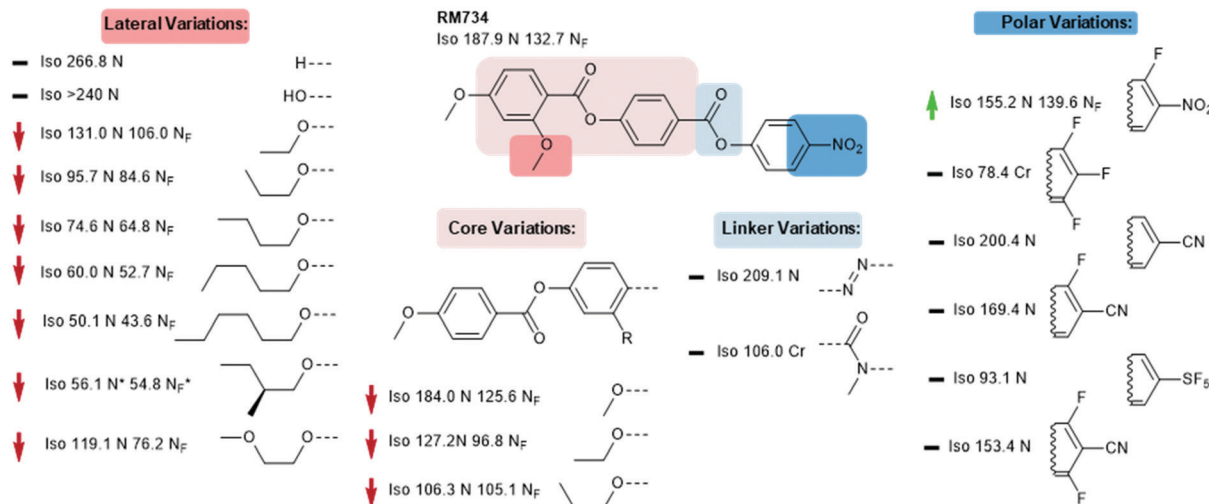 Lateral Variations:
Iso 266.8 N
H
Iso >240 N
HO
Iso 131.0 N 106.0 NF
O
Iso 95.7 N 84.6 NF
O
Iso 74.6 N 64.8 NF
O
Iso 60.0 N 52.7 NF
O
Iso 50.1 N 43.6 NF
O
Iso 56.1 N* 54.8 NF*
O
Iso 119.1 N 76.2 NF
O
O
RM734
Iso 187.9 N 132.7 NF
O
O
O
O
O
O
NO2
Core Variations:
O
O
O
R
Iso 184.0 N 125.6 NF
O
Iso 127.2N 96.8 NF
O
Iso 106.3 N 105.1 NF
O
Linker Variations:
Iso 209.1 N
N
N
Iso 106.0 Cr
O
N
Polar Variations:
Iso 155.2 N 139.6 NF
F
NO2
Iso 78.4 Cr
F
F
F
Iso 200.4 N
CN
Iso 169.4 N
F
CN
Iso 93.1 N
SF5
Iso 153.4 N
F
CN
F